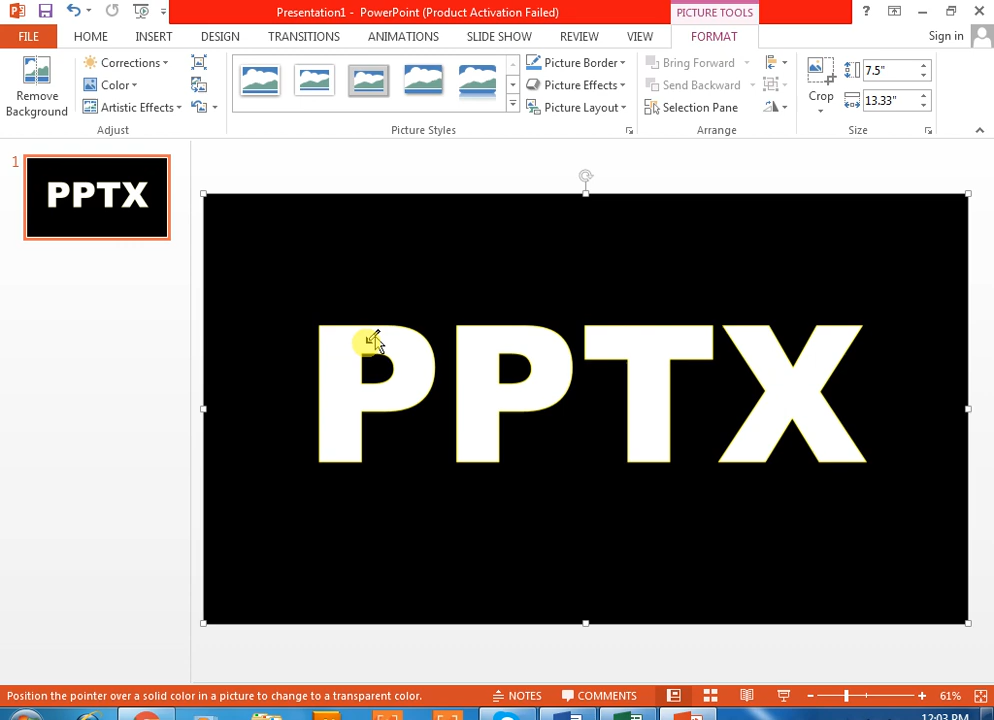 Presentation1 - PowerPoint (Product Activation Failed)
PICTURE TOOLS
?
FILE HOME INSERT DESIGN TRANSITIONS ANIMATIONS SLIDE SHOW REVIEW VIEW FORMAT Sign in
Remove Background
Corrections
Color
Artistic Effects
Adjust
Picture Styles
Picture Border
Picture Effects
Picture Layout
Bring Forward
Send Backward
Selection Pane
Arrange
Crop
7.5"
13.33"
Size
1
PPTX
PPTX
Position the pointer over a solid color in a picture to change to a transparent color. NOTES COMMENTS 61%
12:03 PM